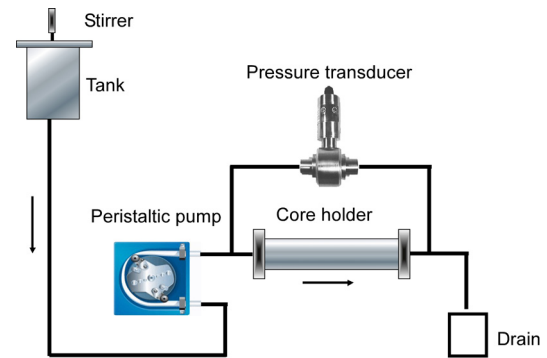 Stirrer
Tank
Pressure transducer
Peristaltic pump
Core holder
Drain